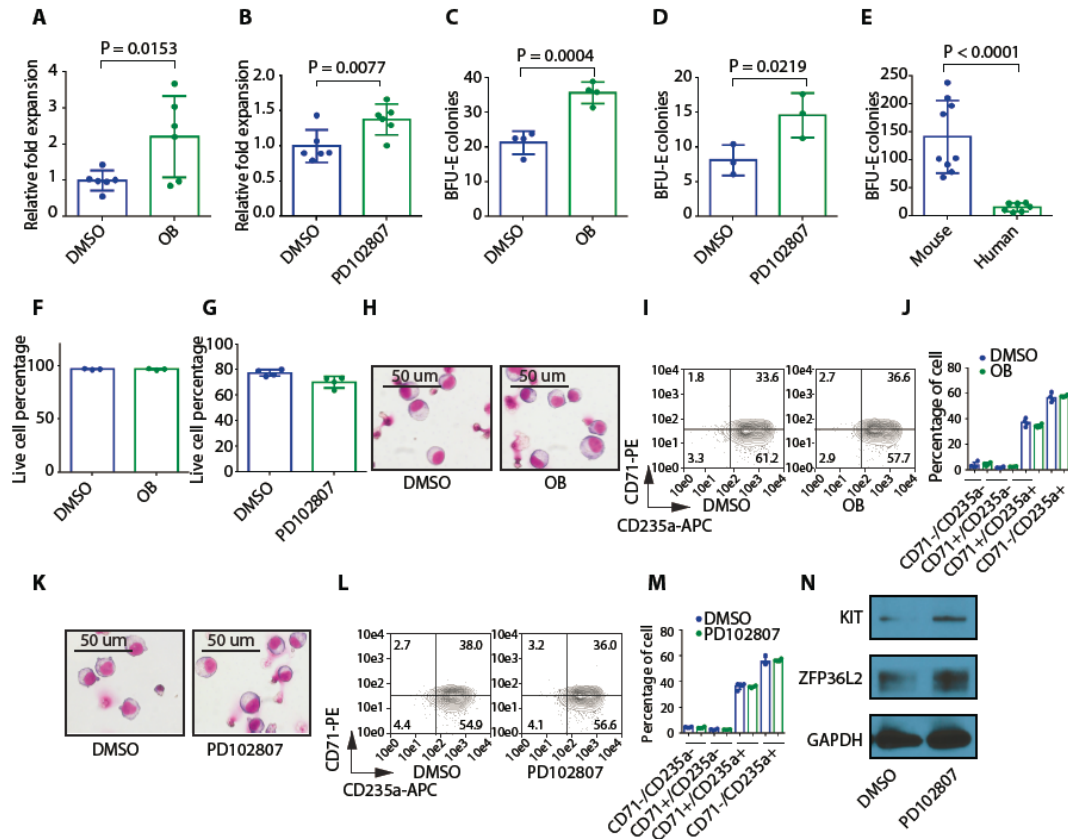 A
P = 0.0153
Relative fold expansion
4
3
2
1
0
DMSO
OB
B
P = 0.0077
Relative fold expansion
2.0
1.5
1.0
0.5
0.0
DMSO
PD102807
C
P = 0.0004
BFU-E colonies
50
40
30
20
10
0
DMSO
OB
D
P = 0.0219
BFU-E colonies
20
15
10
5
0
DMSO
PD102807
E
P < 0.0001
BFU-E colonies
250
200
150
100
50
0
Mouse
Human
F
Live cell percentage
100
50
0
DMSO
OB
G
Live cell percentage
100
80
60
40
20
0
DMSO
PD102807
H
50 um
50 um
DMSO
OB
I
CD71-PE
10e4
10e3
10e2
10e1
10e0
1.8
33.6
3.3
61.2
10e0
10e1
10e2
10e3
10e4
DMSO
10e4
10e3
10e2
10e1
10e0
2.7
36.6
2.9
57.7
10e0
10e1
10e2
10e3
10e4
OB
CD235a-APC
J
DMSO
OB
Percentage of cell
80
60
40
20
0
CD71-/CD235a-
CD71+/CD235a-
CD71+/CD235a+
CD71-/CD235a+
K
50 um
50 um
DMSO
PD102807
L
CD71-PE
10e4
10e3
10e2
10e1
10e0
2.7
38.0
4.4
54.9
10e0
10e1
10e2
10e3
10e4
DMSO
10e4
10e3
10e2
10e1
10e0
3.2
36.0
4.1
56.6
10e0
10e1
10e2
10e3
10e4
PD102807
CD235a-APC
M
DMSO
PD102807
Percentage of cell
80
60
40
20
0
CD71-/CD235a-
CD71+/CD235a-
CD71+/CD235a+
CD71-/CD235a+
N
KIT
ZFP36L2
GAPDH
DMSO
PD102807